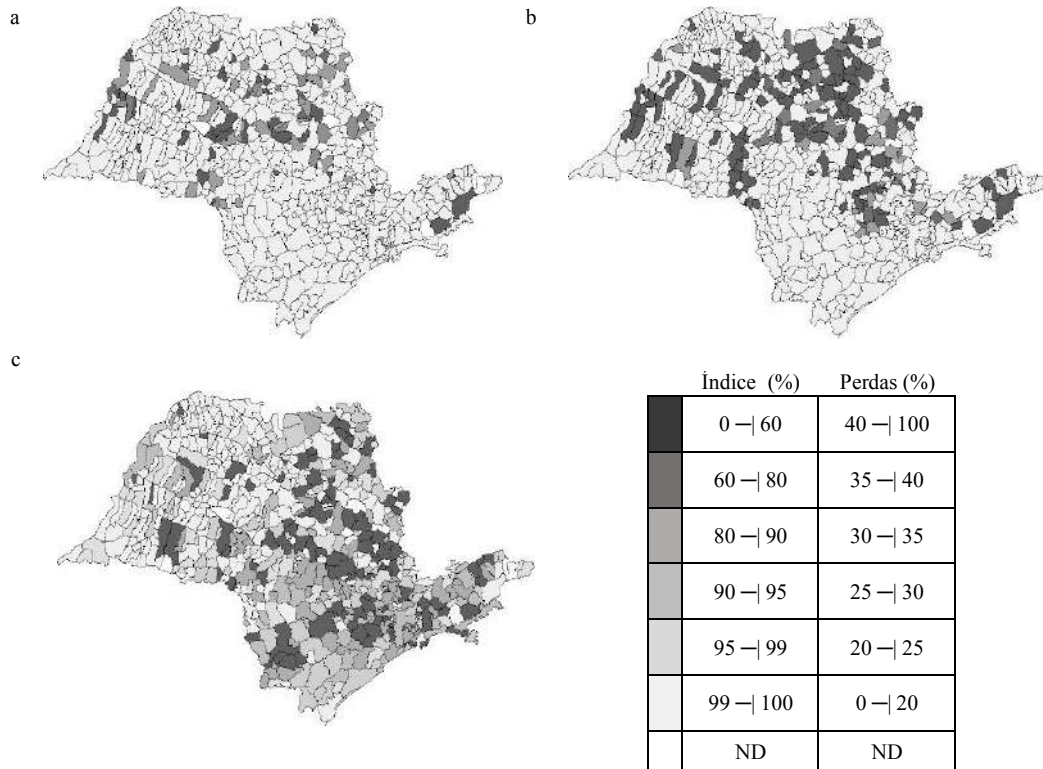 a
b
c
Índice (%) Perdas (%)
0 ─| 60 40 ─| 100
60 ─| 80 35 ─| 40
80 ─| 90 30 ─| 35
90 ─| 95 25 ─| 30
95 ─| 99 20 ─| 25
99 ─| 100 0 ─| 20
ND ND